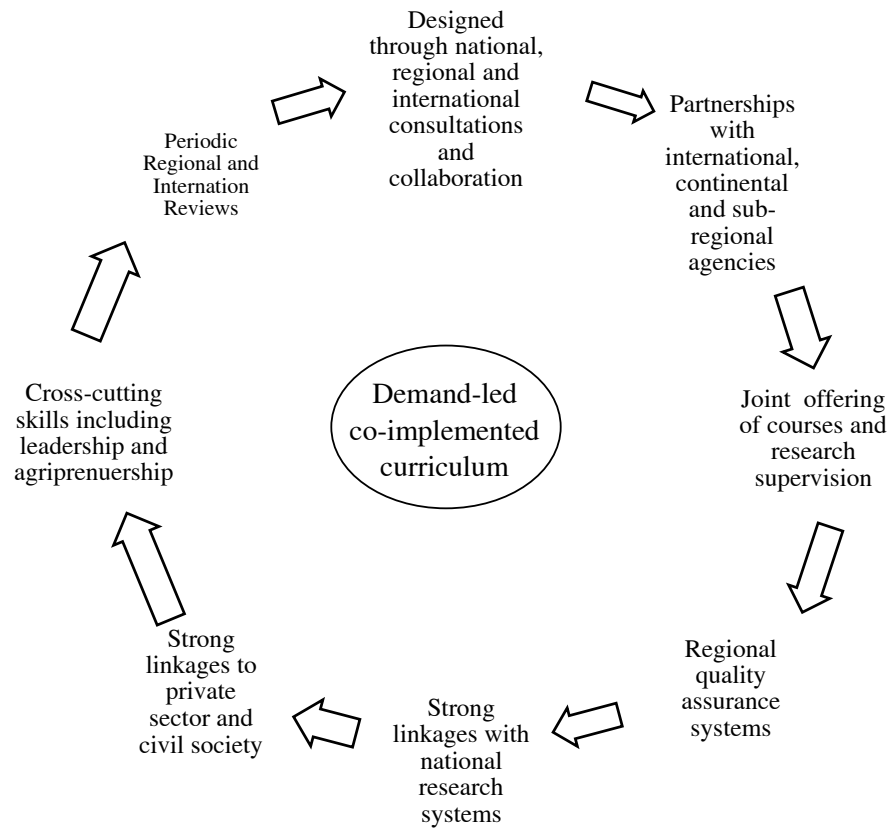 Designed
through national,
regional and
international
consultations
and
collaboration
Partnerships
with
international,
continental
and sub-
regional
agencies
Joint offering
of courses and
research
supervision
Regional
quality
assurance
systems
Strong
linkages with
national
research
systems
Strong
linkages to
private
sector and
civil society
Cross-cutting
skills including
leadership and
agriprenuership
Periodic
Regional and
Internation
Reviews
Demand-led
co-implemented
curriculum